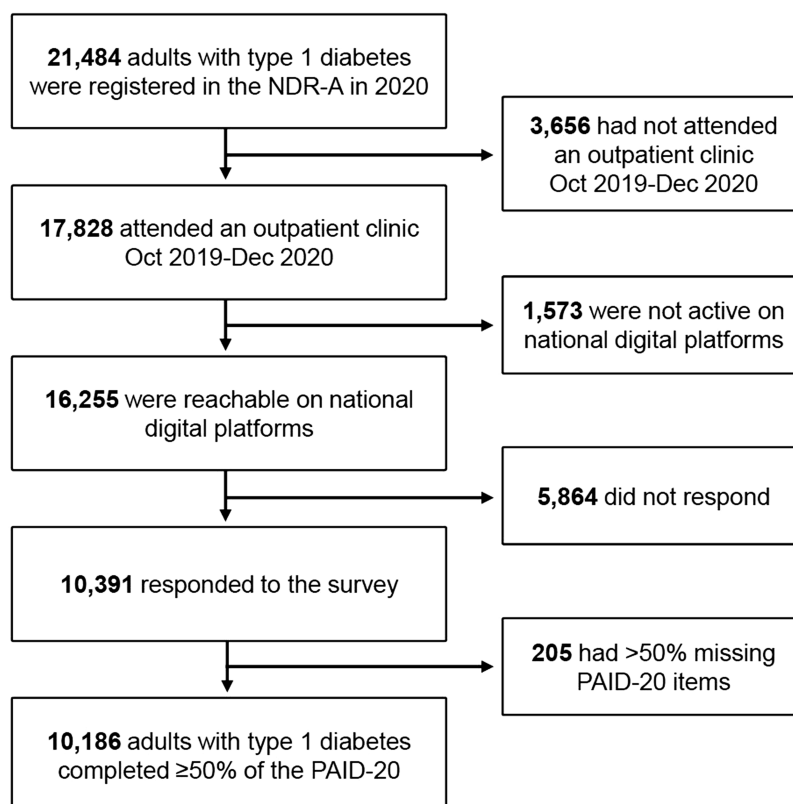 21,484 adults with type 1 diabetes
were registered in the NDR-A in 2020
3,656 had not attended
an outpatient clinic
Oct 2019-Dec 2020
17,828 attended an outpatient clinic
Oct 2019-Dec 2020
1,573 were not active on
national digital platforms
16,255 were reachable on national
digital platforms
5,864 did not respond
10,391 responded to the survey
205 had >50% missing
PAID-20 items
10,186 adults with type 1 diabetes
completed ≥50% of the PAID-20